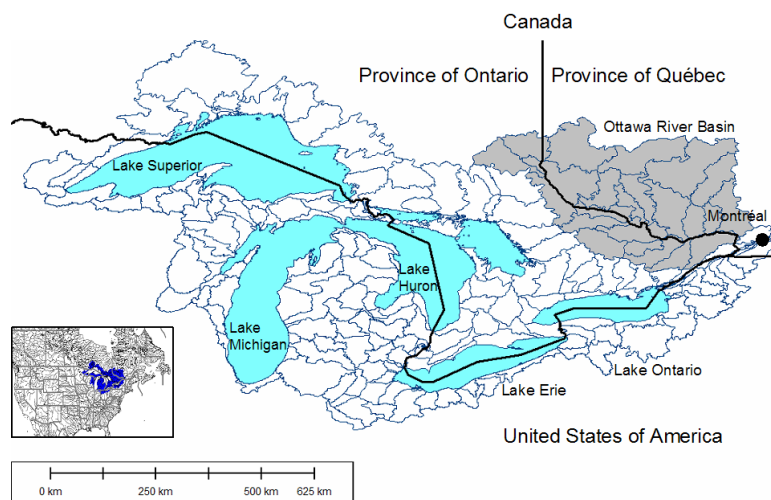 Canada
Province of Ontario
Province of Québec
Ottawa River Basin
Lake Superior
Montréal
Lake
Huron
Lake
Michigan
Lake Ontario
Lake Erie
United States of America
0 km
250 km
500 km
625 km